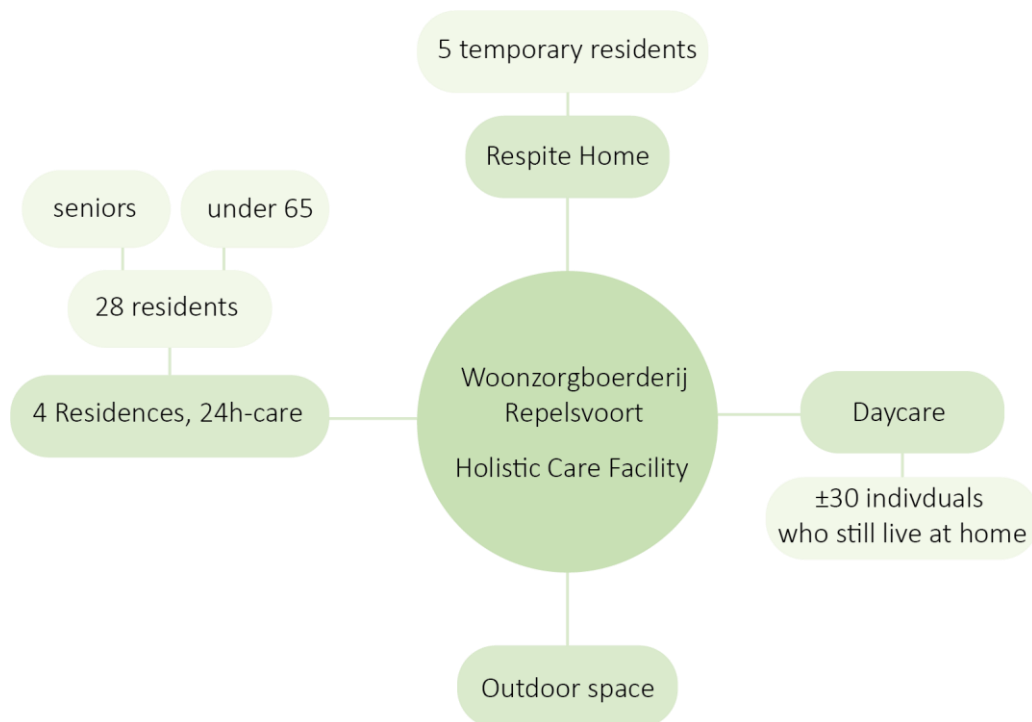 5 temporary residents
Respite Home
seniors
under 65
28 residents
4 Residences, 24h-care
Woonzorgboerderij
Repelsvoort
Holistic Care Facility
Daycare
±30 indivduals
who still live at home
Outdoor space